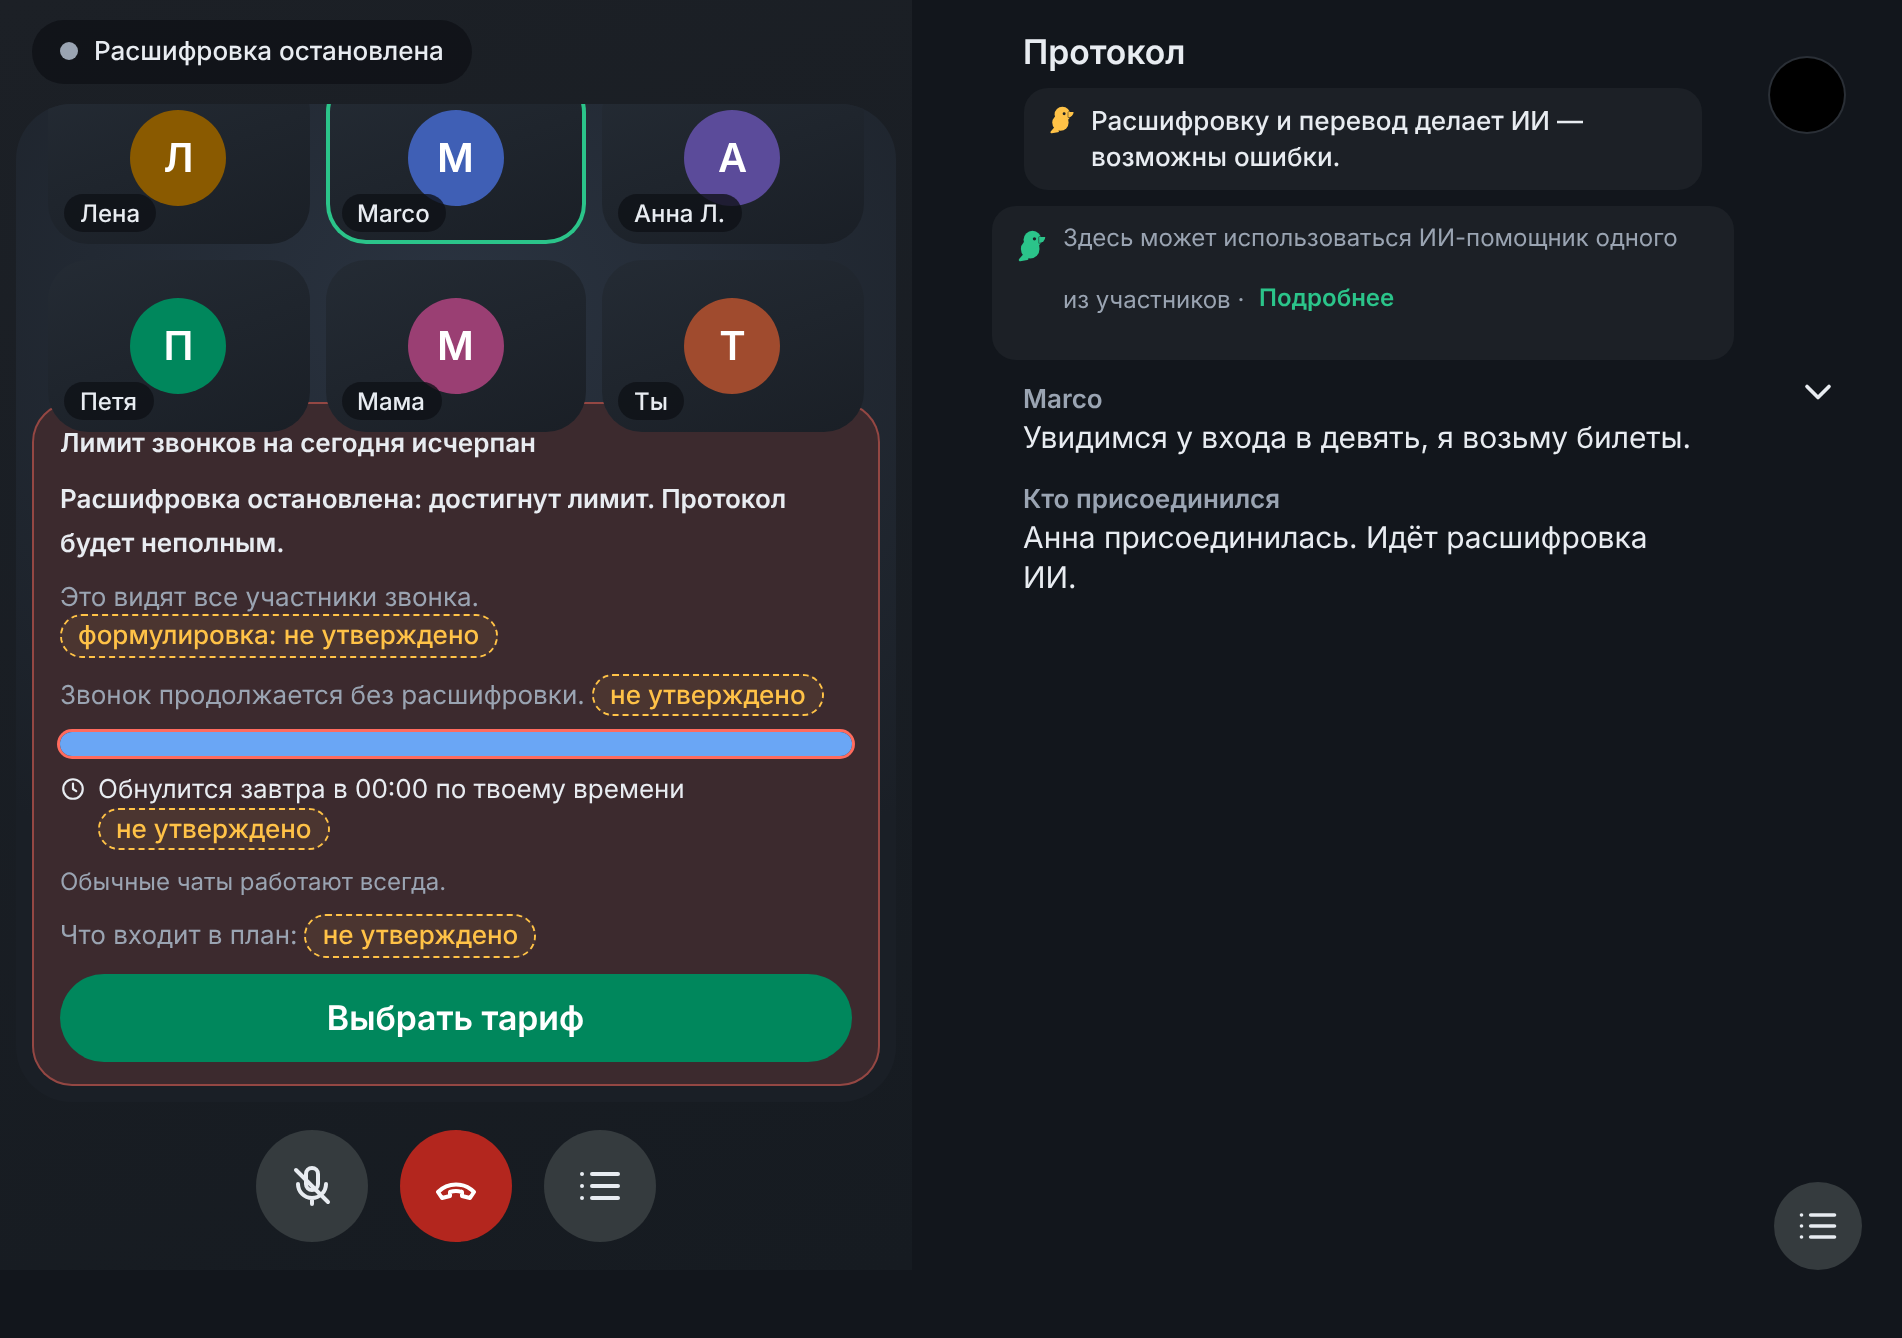 Расшифровка остановлена
Л
М
А
Лена
Marco
Анна Л.
П
М
Т
Петя
Мама
Ты
Лимит звонков на сегодня исчерпан
Расшифровка остановлена: достигнут лимит. Протокол
будет неполным.
Это видят все участники звонка.
формулировка: не утверждено
Звонок продолжается без расшифровки. не утверждено
Обнулится завтра в 00:00 по твоему времени
не утверждено
Обычные чаты работают всегда.
Что входит в план: не утверждено
Выбрать тариф
Протокол
Расшифровку и перевод делает ИИ —
возможны ошибки.
Здесь может использоваться ИИ-помощник одного
из участников · Подробнее
Marco
Увидимся у входа в девять, я возьму билеты.
Кто присоединился
Анна присоединилась. Идёт расшифровка
ИИ.